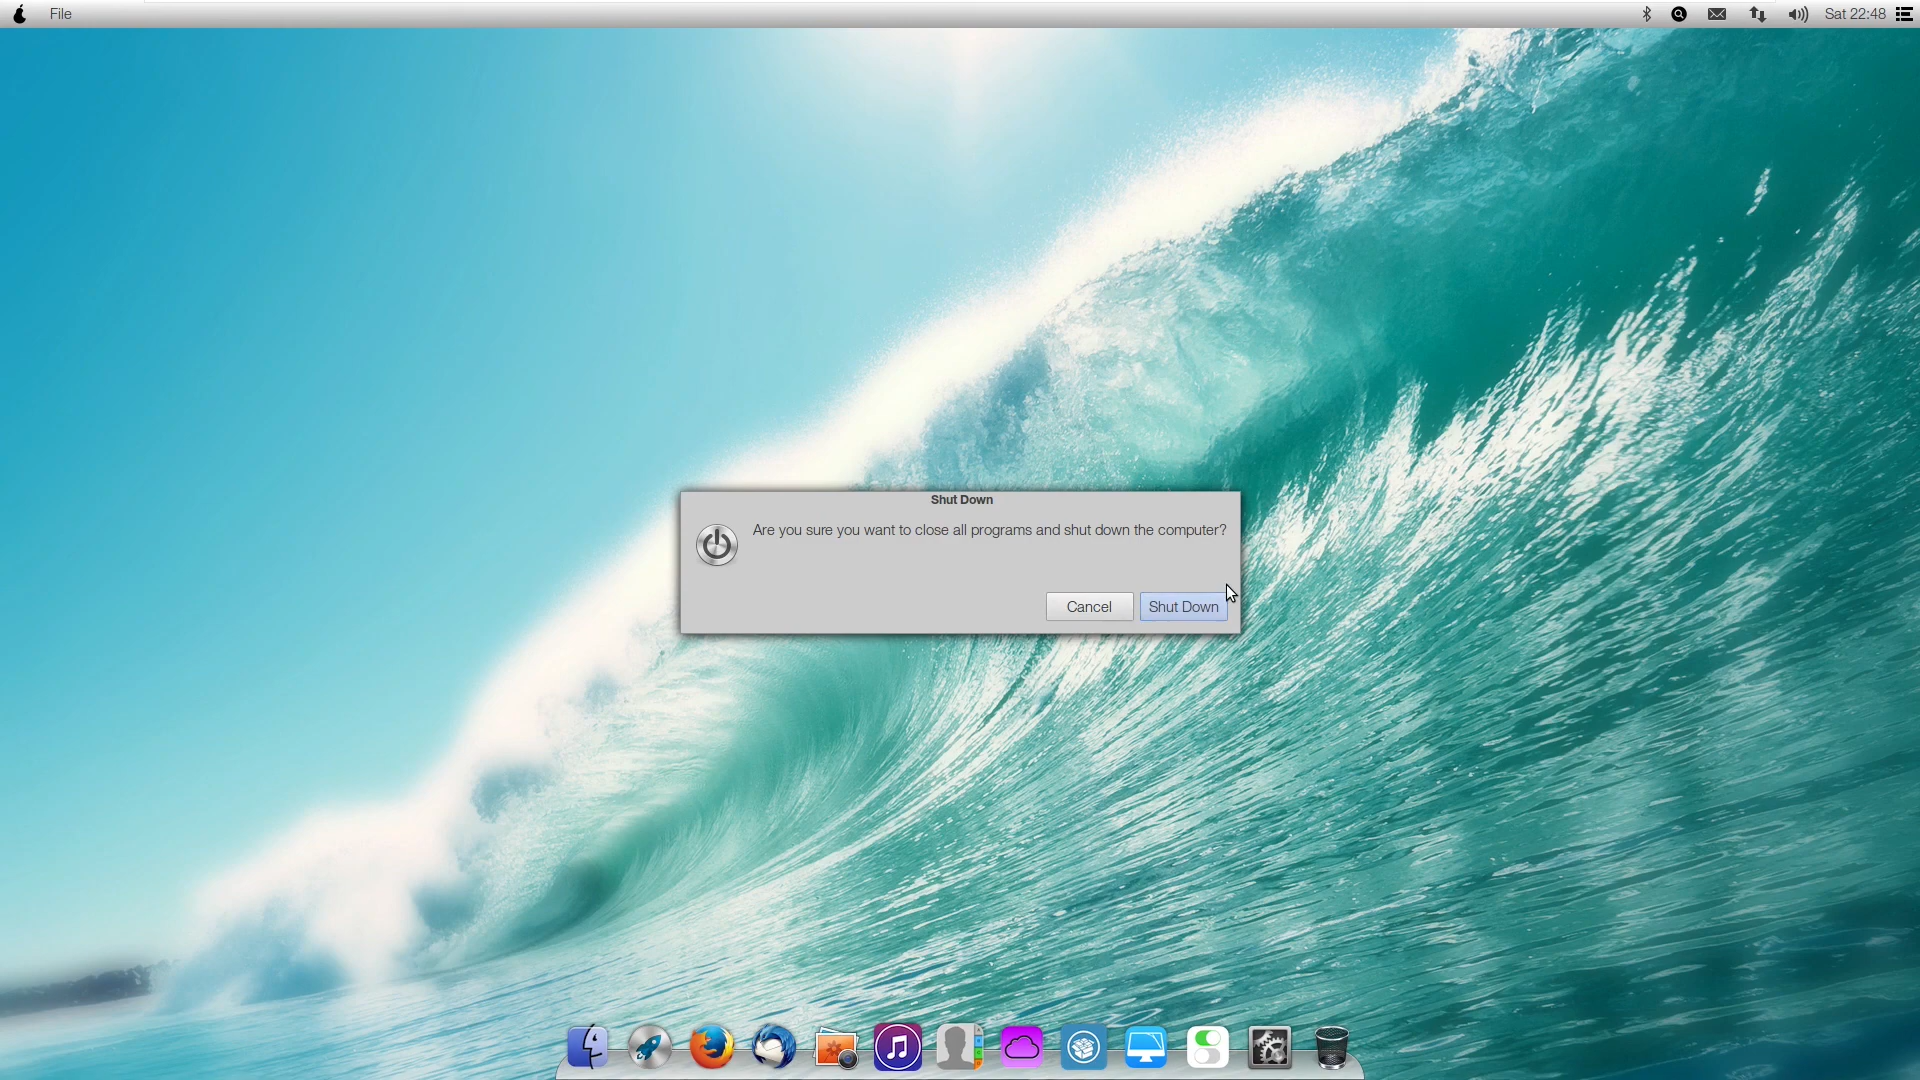 File
Sat 22:48
Shut Down
Are you sure you want to close all programs and shut down the computer?
Cancel
Shut Down